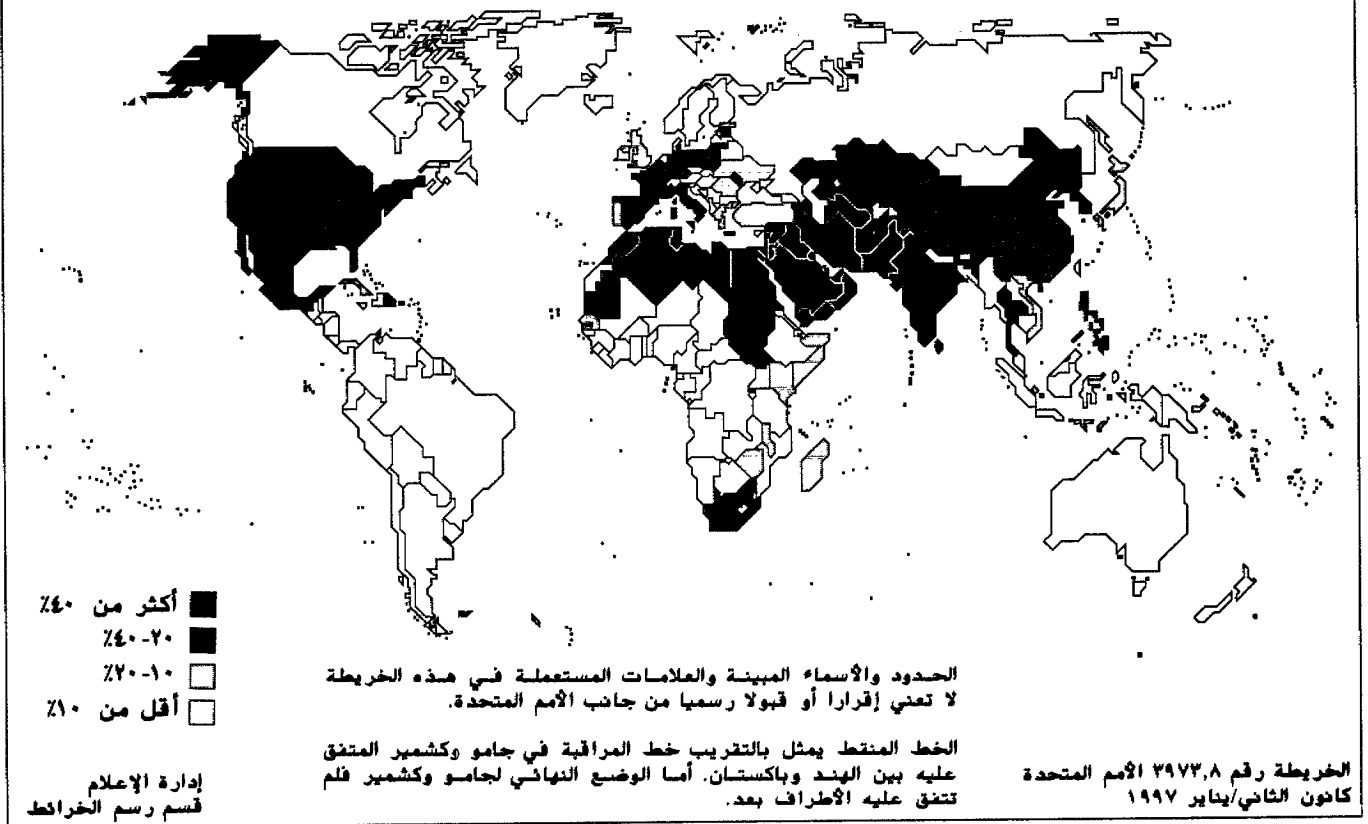 أكثر من ٤٠٪
٢٠-٤٠٪
١٠-٢٠٪
أقل من ١٠٪
الحدود والأسماء المبينة والعلامات المستعملة في هذه الخريطة
لا تعني إقرارا أو قبولا رسميا من جانب الأمم المتحدة.
الخط المنقط يمثل بالتقريب خط المراقبة في جامو وكشمير المتفق
عليه بين الهند وباكستان. أما الوضع النهائي لجامو وكشمير فلم
تتفق عليه الأطراف بعد.
الخريطة رقم ٣٩٧٣,٨ الأمم المتحدة
كانون الثاني/يناير ١٩٩٧
إدارة الإعلام
قسم رسم الخرائط